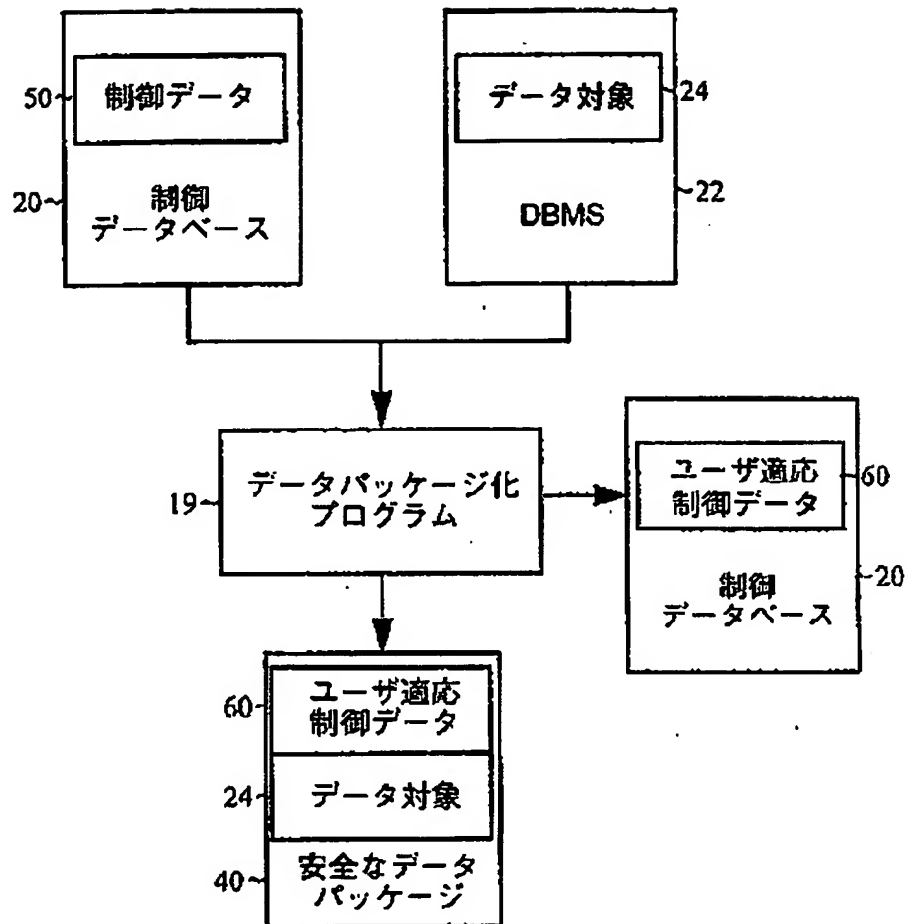 50
制御データ
20
制御
データベース
データ対象
24
DBMS
22
19
データパッケージ化
プログラム
ユーザ適応
制御データ
60
制御
データベース
20
60
ユーザ適応
制御データ
24
データ対象
40
安全なデータ
パッケージ